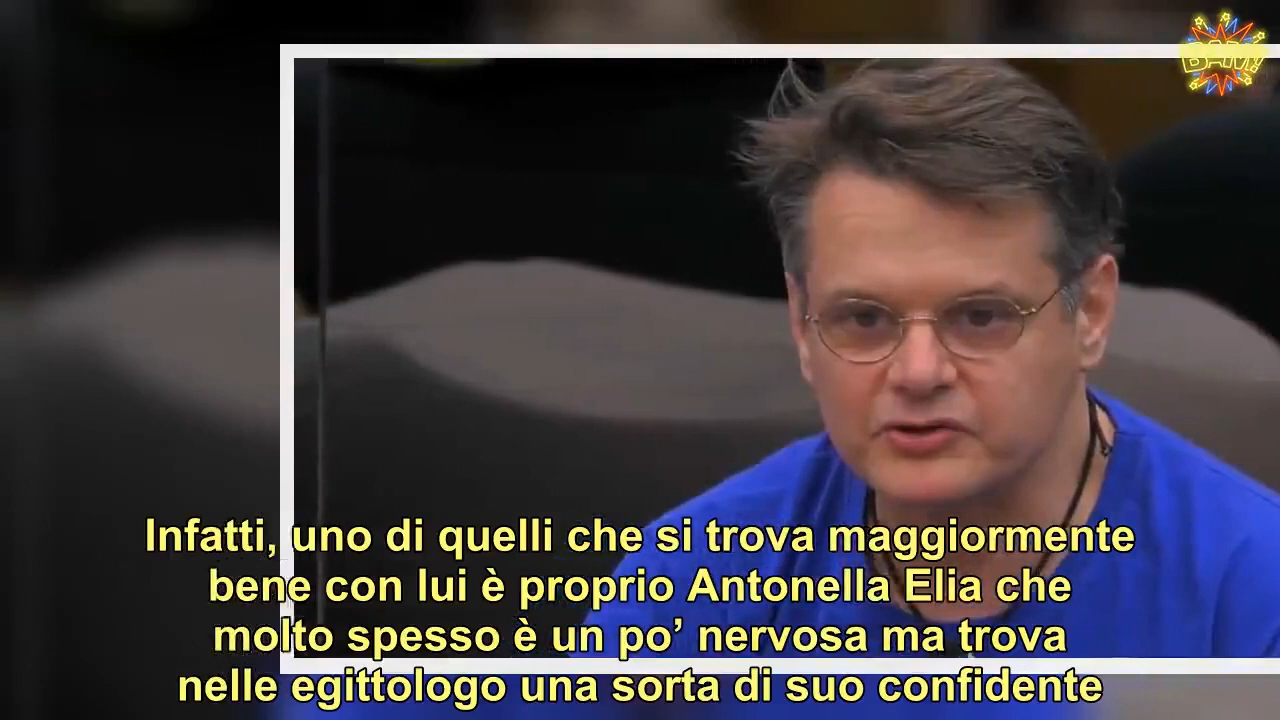 BAM!
Infatti, uno di quelli che si trova maggiormente
bene con lui è proprio Antonella Elia che
molto spesso è un po’ nervosa ma trova
nelle egittologo una sorta di suo confidente